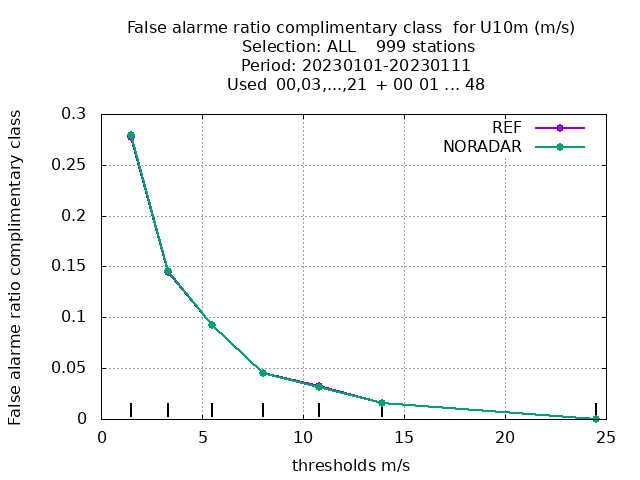 False alarme ratio complimentary class  for U10m (m/s)
Selection: ALL    999 stations
Period: 20230101-20230111
Used  00,03,...,21  + 00 01 ... 48
False alarme ratio complimentary class
0.3
0.25
0.2
0.15
0.1
0.05
0
REF
NORADAR
0 5 10 15 20 25
thresholds m/s